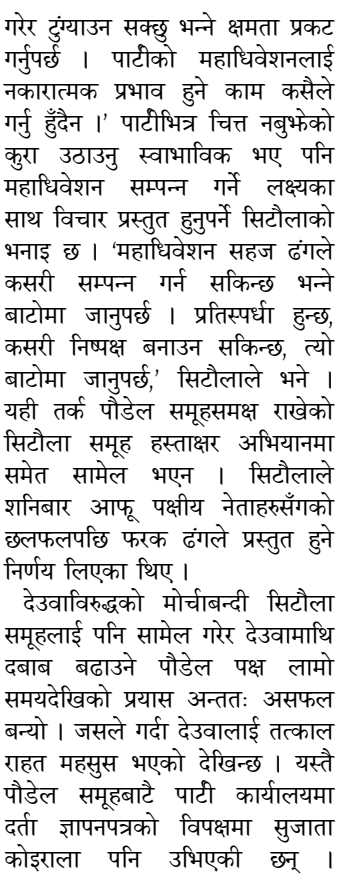 गरेर टुंग्याउन सक्छु भन्ने क्षमता प्रकट
गर्नुपर्छ । पार्टीको महाधिवेशनलाई
नकारात्मक प्रभाव हुने काम कसैले
गर्नु हुँदैन ।’ पार्टीभित्र चित्त नबुझेको
कुरा उठाउनु स्वाभाविक भए पनि
महाधिवेशन सम्पन्न गर्ने लक्ष्यका
साथ विचार प्रस्तुत हुनुपर्ने सिटौलाको
भनाइ छ । ‘महाधिवेशन सहज ढंगले
कसरी सम्पन्न गर्न सकिन्छ भन्ने
बाटोमा जानुपर्छ । प्रतिस्पर्धा हुन्छ,
कसरी निष्पक्ष बनाउन सकिन्छ, त्यो
बाटोमा जानुपर्छ,’ सिटौलाले भने ।
यही तर्क पौडेल समूहसमक्ष राखेको
सिटौला समूह हस्ताक्षर अभियानमा
समेत सामेल भएन । सिटौलाले
शनिबार आफू पक्षीय नेताहरुसँगको
छलफलपछि फरक ढंगले प्रस्तुत हुने
निर्णय लिएका थिए ।
देउवाविरुद्धको मोर्चाबन्दी सिटौला
समूहलाई पनि सामेल गरेर देउवामाथि
दबाब बढाउने पौडेल पक्ष लामो
समयदेखिको प्रयास अन्ततः असफल
बन्यो । जसले गर्दा देउवालाई तत्काल
राहत महसुस भएको देखिन्छ । यस्तै
पौडेल समूहबाटै पार्टी कार्यालयमा
दर्ता ज्ञापनपत्रको विपक्षमा सुजाता
कोइराला पनि उभिएकी छन् ।